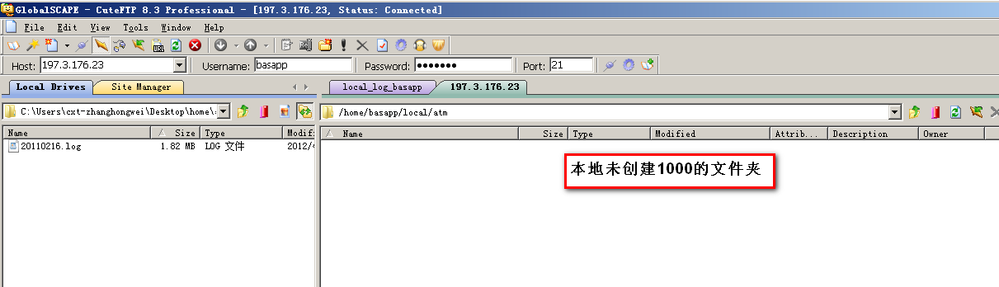 GlobalSCAPE - CuteFTP 8.3 Professional - [197.3.176.23, Status: Connected]
File Edit View Tools Window Help
URL
Host: 197.3.176.23 Username: basapp Password: ●●●●●●● Port: 21
Local Drives Site Manager local_log_basapp 197.3.176.23
C:\Users\cxt-zhanghongwei\Desktop\home\ /home/basapp/local/atm
Name Size Type Modifi Name Size Type Modified Attrib... Description Owner
20110216.log 1.82 MB LOG 文件 2012/4
本地未创建1000的文件夹